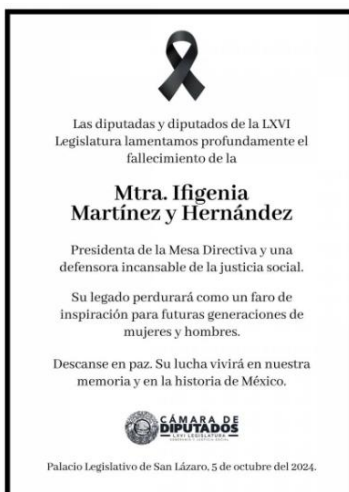 Las diputadas y diputados de la LXVI
Legislatura lamentamos profundamente el
fallecimiento de la
Mtra. Ifigenia
Martínez y Hernández
Presidenta de la Mesa Directiva y una
defensora incansable de la justicia social.
Su legado perdurará como un faro de
inspiración para futuras generaciones de
mujeres y hombres.
Descanse en paz. Su lucha vivirá en nuestra
memoria y en la historia de México.
CÁMARA DE
DIPUTADOS
LXVI LEGISLATURA
Palacio Legislativo de San Lázaro, 5 de octubre del 2024.